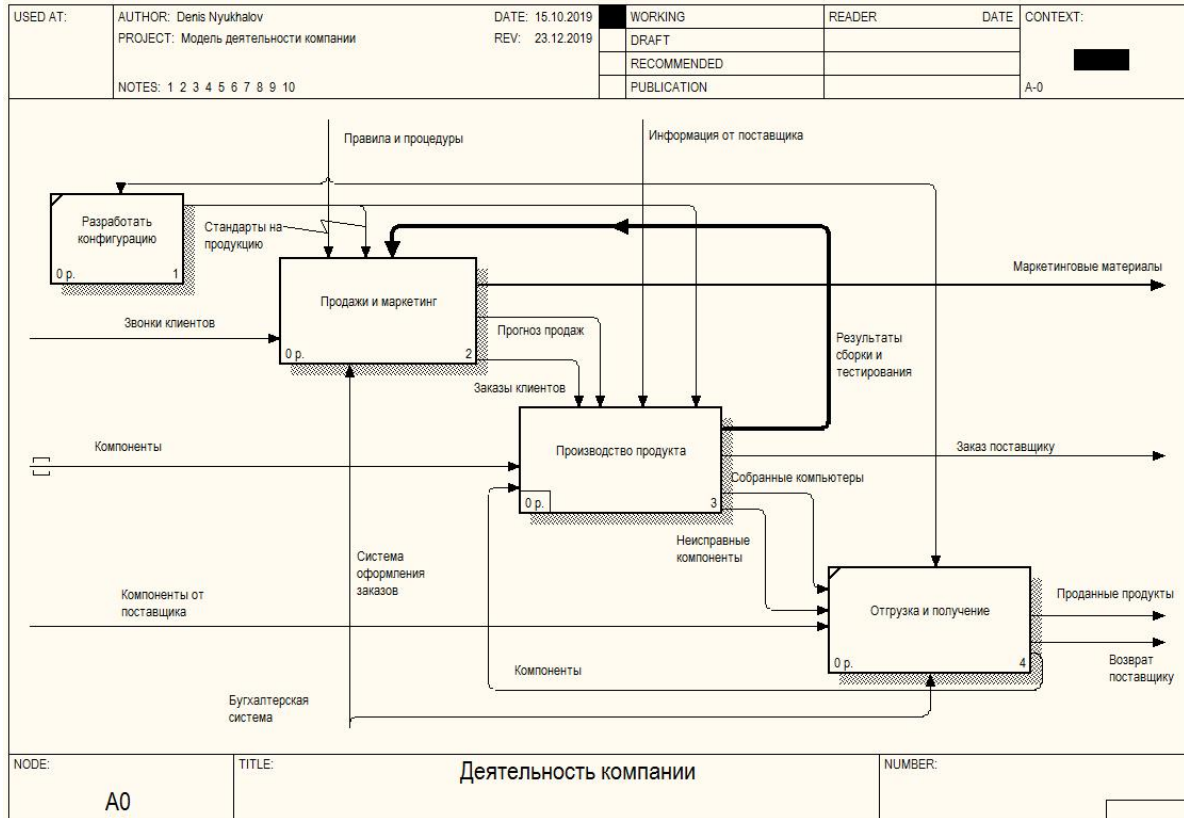 USED AT:
AUTHOR: Denis Nyukhalov
DATE: 15.10.2019
PROJECT: Модель деятельности компании
REV: 23.12.2019
NOTES: 1 2 3 4 5 6 7 8 9 10
WORKING
DRAFT
RECOMMENDED
PUBLICATION
READER
DATE
CONTEXT:
A-0
Правила и процедуры
Информация от поставщика
Разработать
конфигурацию
0 р.
1
Стандарты на
продукцию
Маркетинговые материалы
Продажи и маркетинг
0 р.
2
Звонки клиентов
Прогноз продаж
Результаты
сборки и
тестирования
Заказы клиентов
Компоненты
Производство продукта
0 р.
3
Заказ поставщику
Собранные компьютеры
Неисправные
компоненты
Система
оформления
заказов
Компоненты от
поставщика
Отгрузка и получение
0 р.
4
Проданные продукты
Возврат
поставщику
Компоненты
Бугхалтерская
система
NODE:
A0
TITLE:
Деятельность компании
NUMBER: